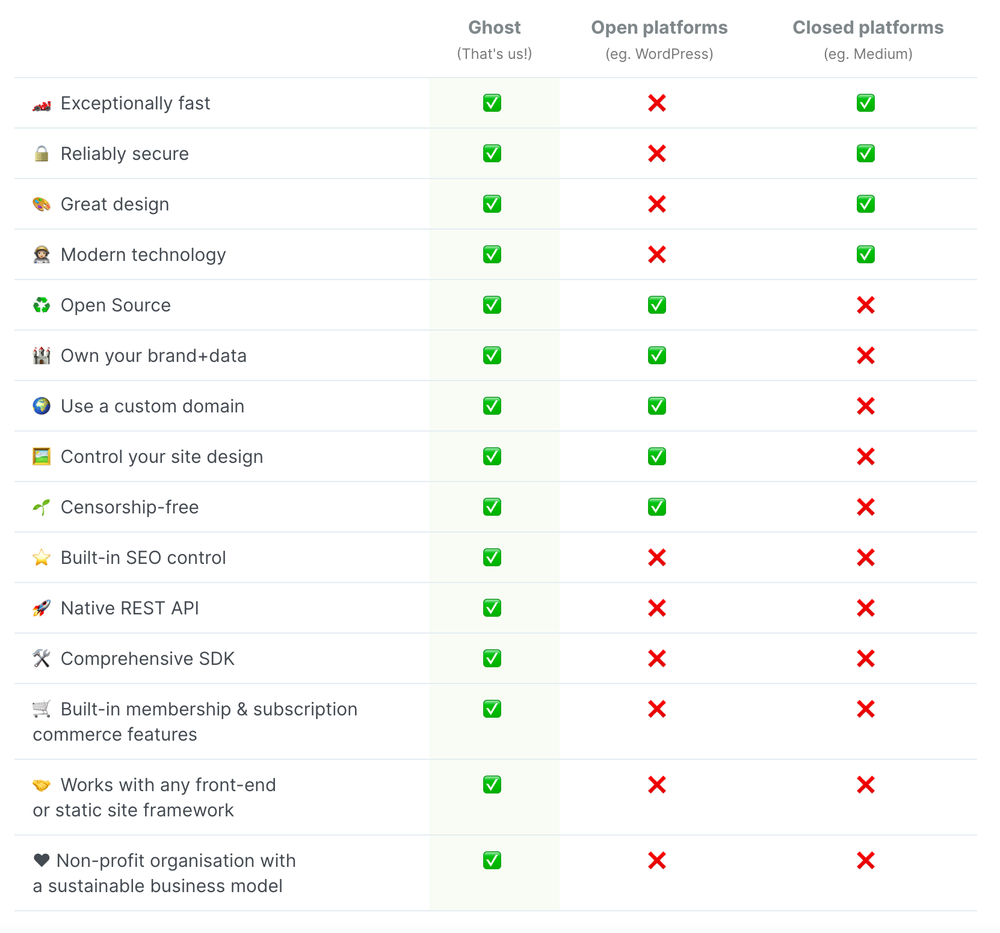 Ghost Open platforms Closed platforms
(That's us!) (eg. WordPress) (eg. Medium)
🏎️ Exceptionally fast ✅ ❌ ✅
🔒 Reliably secure ✅ ❌ ✅
🎨 Great design ✅ ❌ ✅
👩🏼‍🚀 Modern technology ✅ ❌ ✅
♻️ Open Source ✅ ✅ ❌
🏰 Own your brand+data ✅ ✅ ❌
🌍 Use a custom domain ✅ ✅ ❌
🖼️ Control your site design ✅ ✅ ❌
🌱 Censorship-free ✅ ✅ ❌
⭐ Built-in SEO control ✅ ❌ ❌
🚀 Native REST API ✅ ❌ ❌
🛠️ Comprehensive SDK ✅ ❌ ❌
🛒 Built-in membership & subscription ✅ ❌ ❌
commerce features
🤝 Works with any front-end ✅ ❌ ❌
or static site framework
♥ Non-profit organisation with ✅ ❌ ❌
a sustainable business model